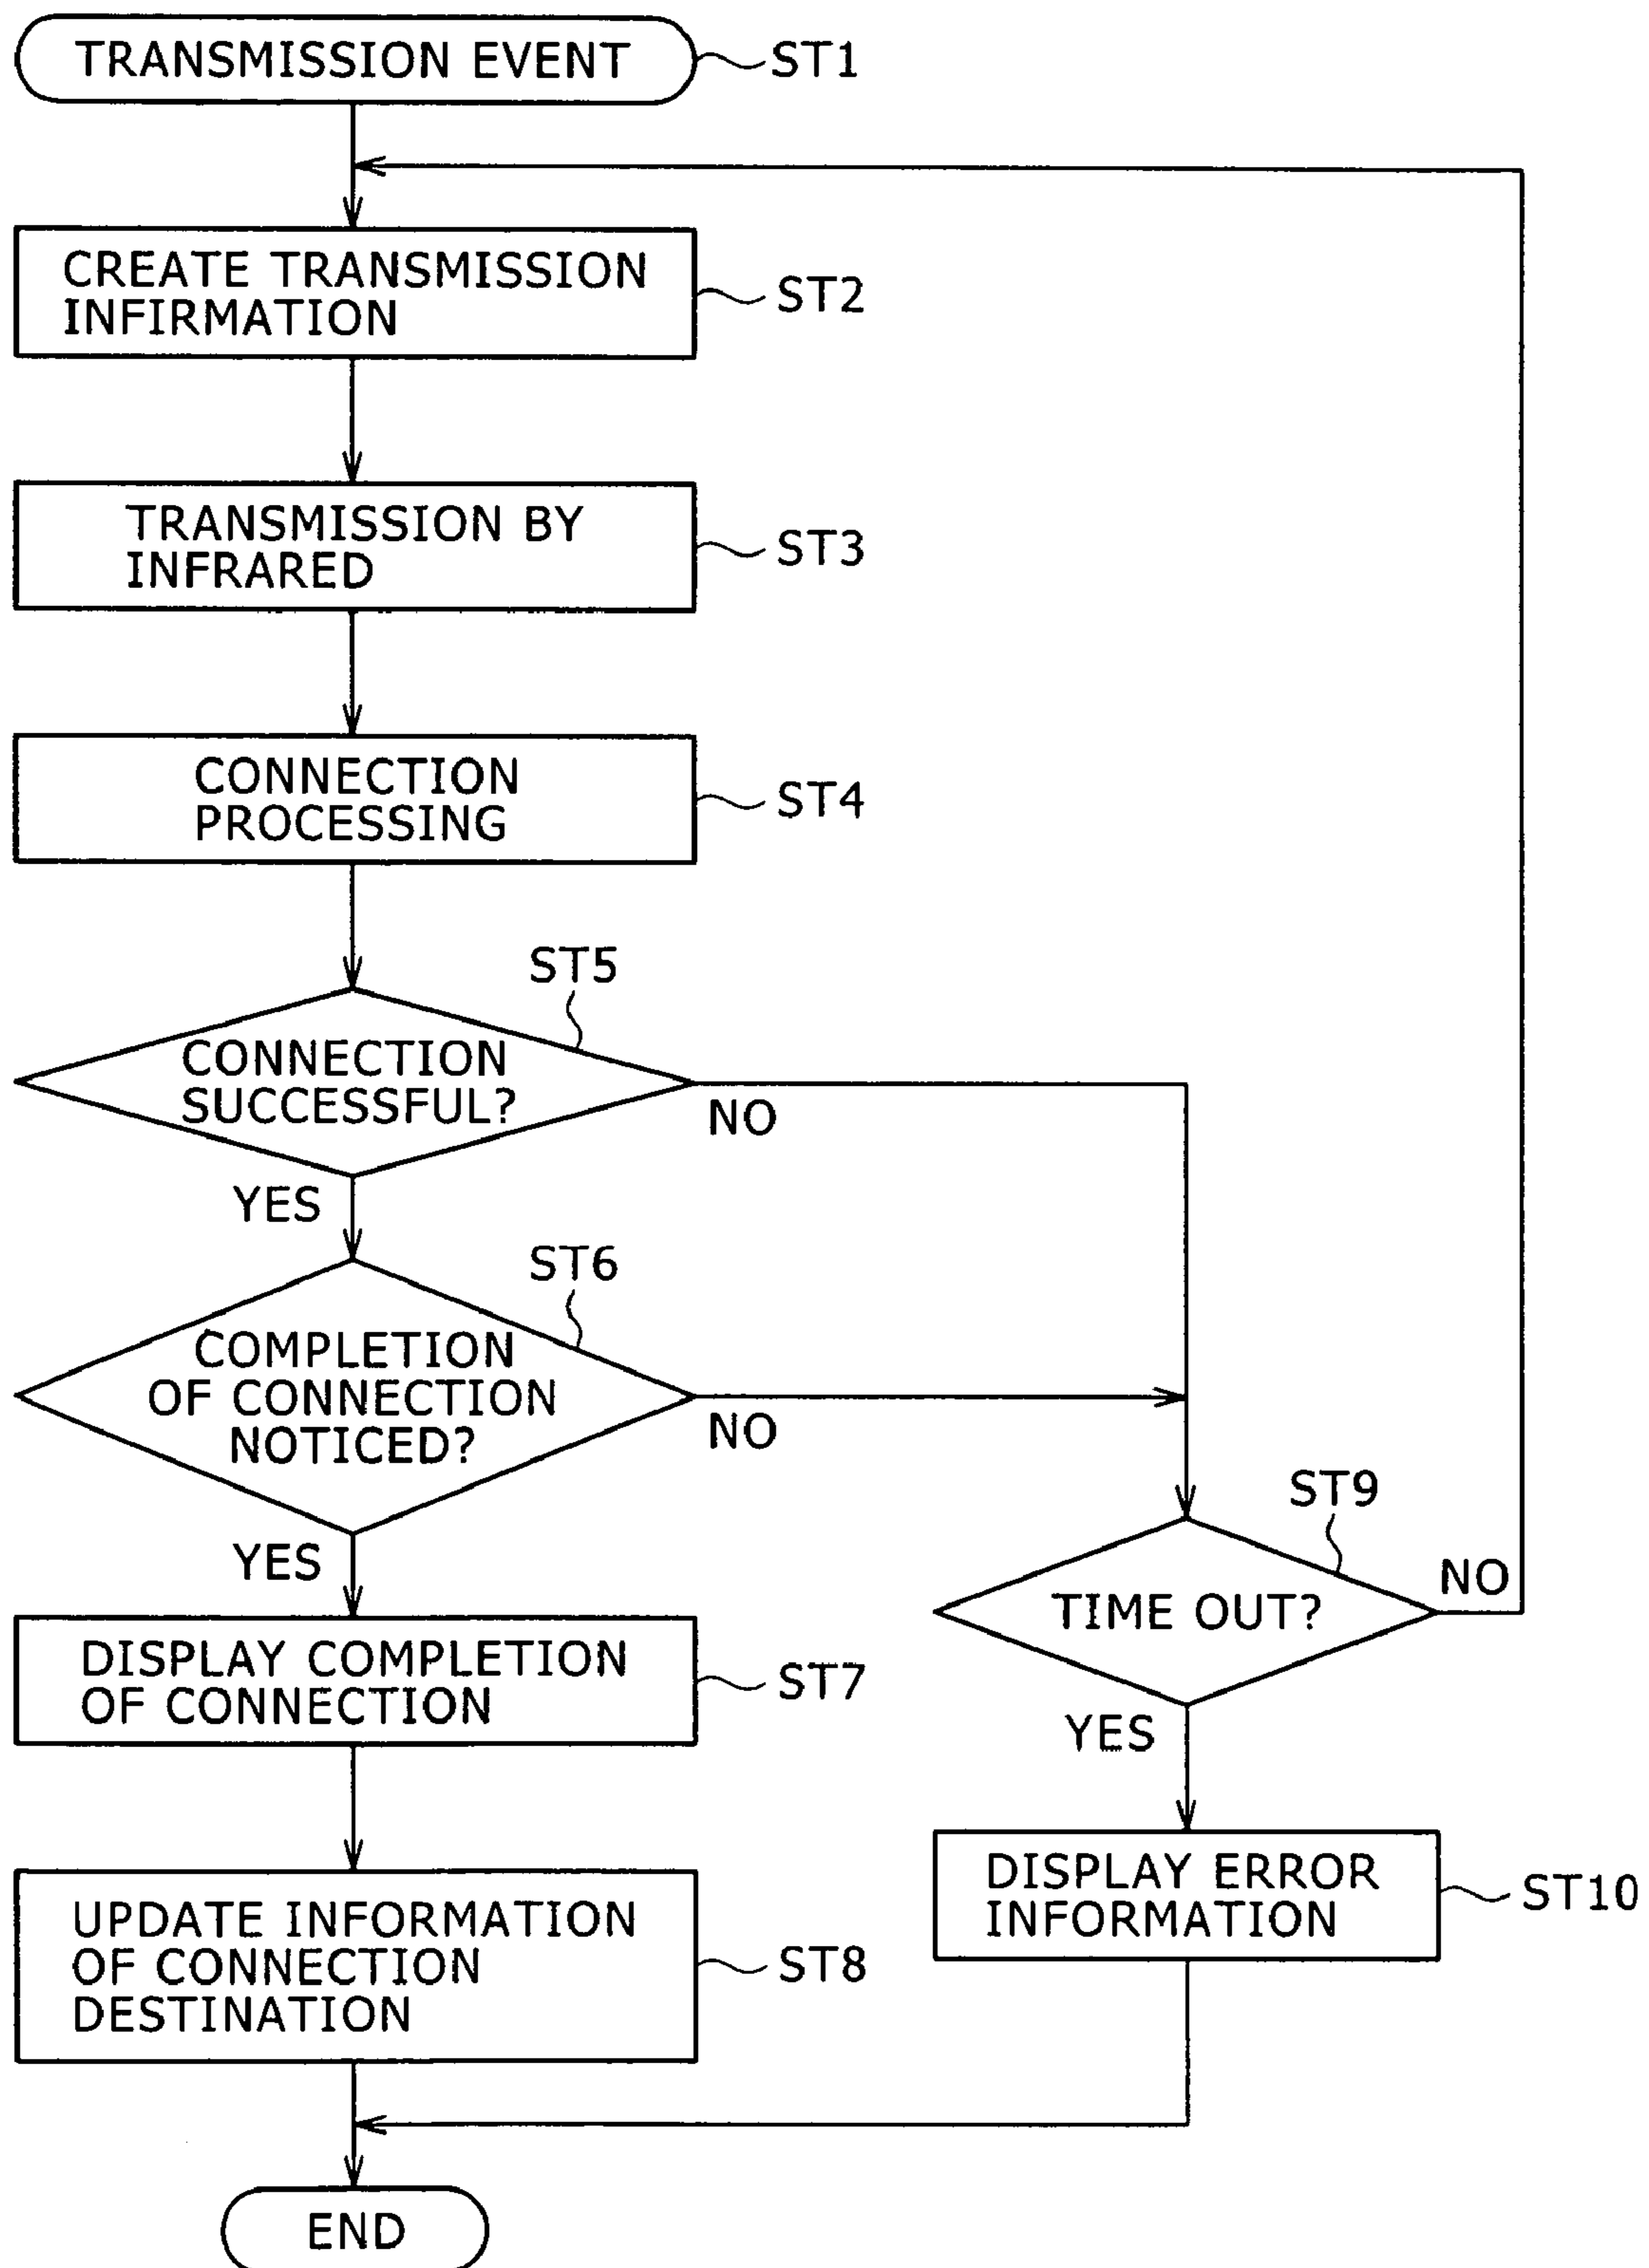 TRANSMISSION EVENT
ST1
CREATE TRANSMISSION
INFIRMATION
ST2
TRANSMISSION BY
INFRARED
ST3
CONNECTION
PROCESSING
ST4
ST5
CONNECTION
SUCCESSFUL?
NO
YES
ST6
COMPLETION
OF CONNECTION
NOTICED?
NO
YES
ST9
TIME OUT?
NO
YES
DISPLAY COMPLETION
OF CONNECTION
ST7
DISPLAY ERROR
INFORMATION
ST10
UPDATE INFORMATION
OF CONNECTION
DESTINATION
ST8
END